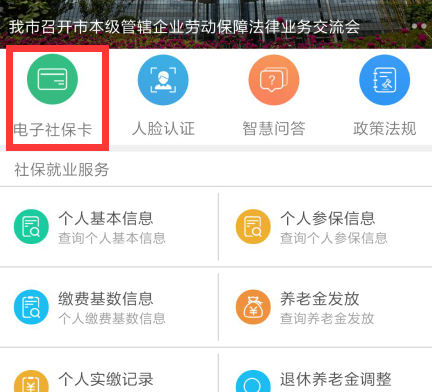 我市召开市本级管辖企业劳动保障法律业务交流会
电子社保卡 人脸认证 智慧问答 政策法规
社保就业服务
个人基本信息 个人参保信息
查询个人基本信息 查询个人参保信息
缴费基数信息 养老金发放
个人缴费基数信息 查询养老金发放
个人实缴记录 退休养老金调整